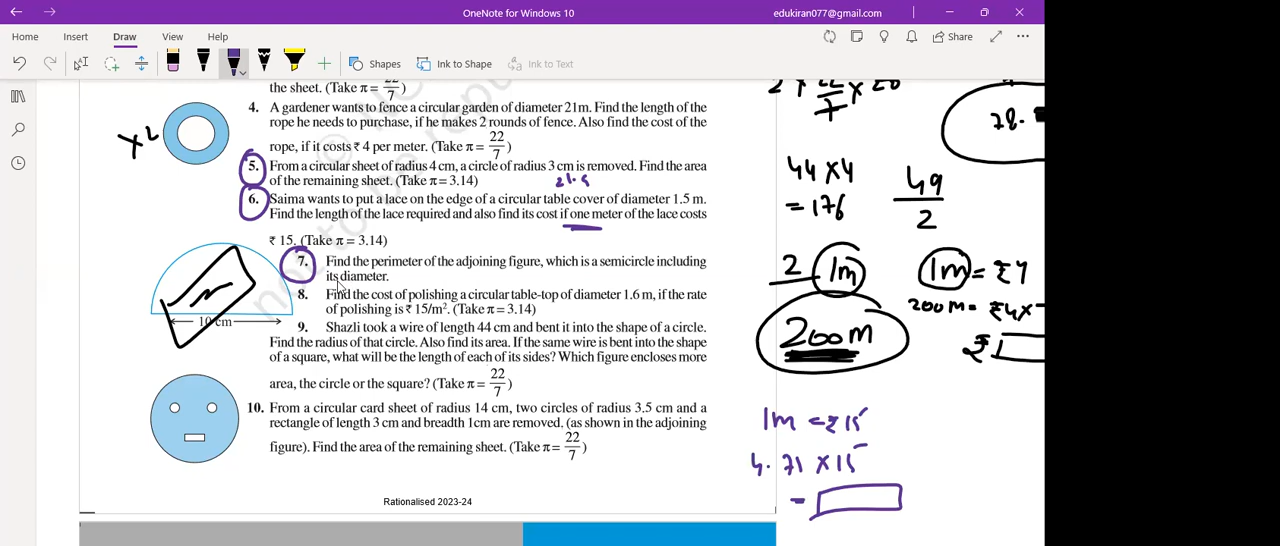 OneNote for Windows 10
edukiran077@gmail.com
Home Insert Draw View Help
Share
Shapes Ink to Shape Ink to Text
the sheet. (Take π = 22/7)
4. A gardener wants to fence a circular garden of diameter 21m. Find the length of the
rope he needs to purchase, if he makes 2 rounds of fence. Also find the cost of the
rope, if it costs ₹ 4 per meter. (Take π = 22/7)
5. From a circular sheet of radius 4 cm, a circle of radius 3 cm is removed. Find the area
of the remaining sheet. (Take π = 3.14)
6. Saima wants to put a lace on the edge of a circular table cover of diameter 1.5 m.
Find the length of the lace required and also find its cost if one meter of the lace costs
₹ 15. (Take π = 3.14)
7. Find the perimeter of the adjoining figure, which is a semicircle including
its diameter.
10 cm
8. Find the cost of polishing a circular table-top of diameter 1.6 m, if the rate
of polishing is ₹ 15/m². (Take π = 3.14)
9. Shazli took a wire of length 44 cm and bent it into the shape of a circle.
Find the radius of that circle. Also find its area. If the same wire is bent into the shape
of a square, what will be the length of each of its sides? Which figure encloses more
area, the circle or the square? (Take π = 22/7)
10. From a circular card sheet of radius 14 cm, two circles of radius 3.5 cm and a
rectangle of length 3 cm and breadth 1cm are removed. (as shown in the adjoining
figure). Find the area of the remaining sheet. (Take π = 22/7)
Rationalised 2023-24
44 × 4
= 176
49/2
2 1m
200m
1m = ₹4
200m = ₹4×
₹
1m = ₹15
4.71 × 15
=